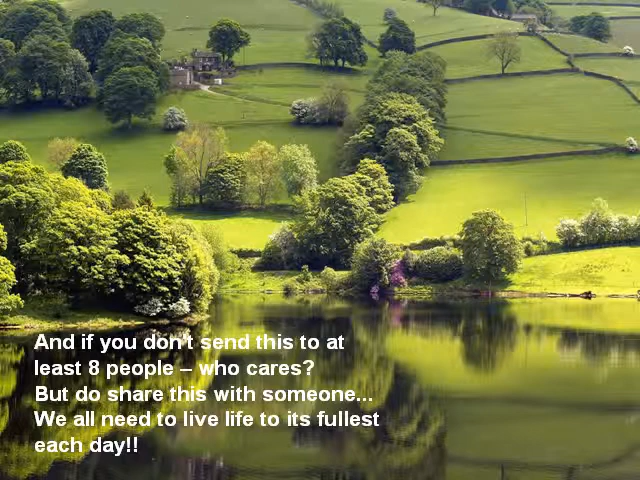 And if you don't send this to at
least 8 people – who cares?
But do share this with someone...
We all need to live life to its fullest
each day!!